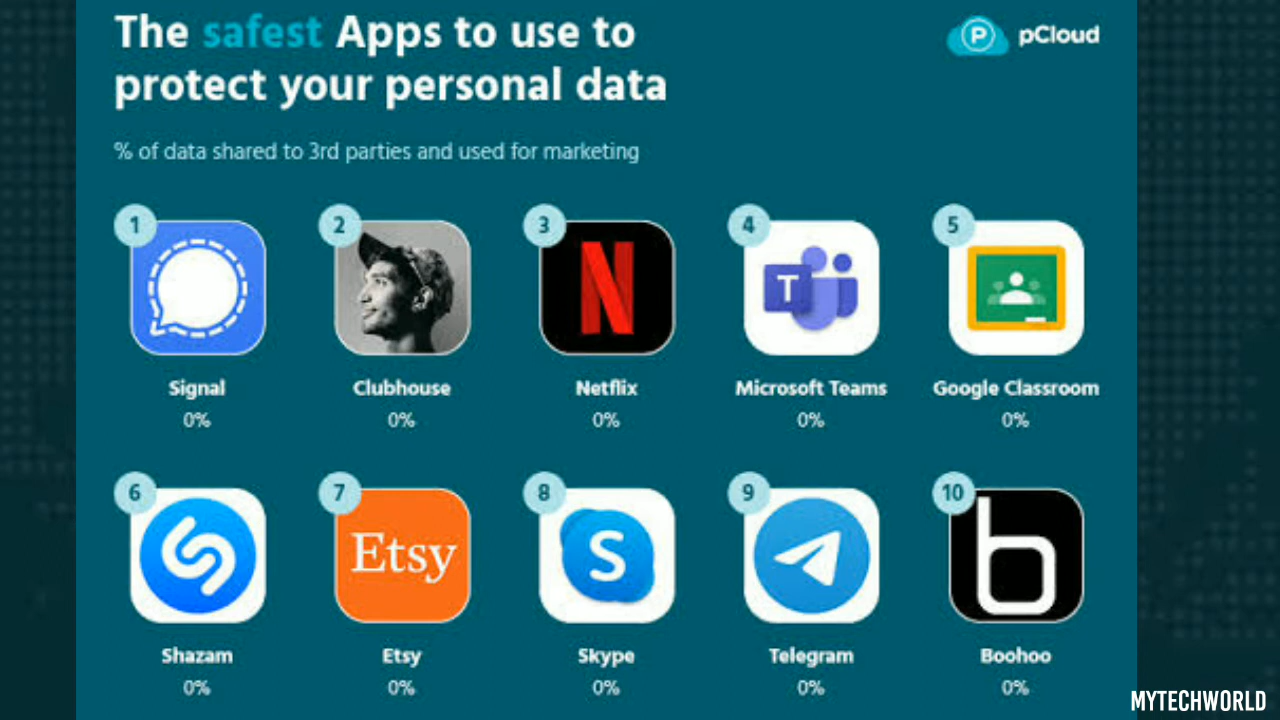 The safest Apps to use to
protect your personal data
P pCloud
% of data shared to 3rd parties and used for marketing
1 2 3 4 5
N T
Signal Clubhouse Netflix Microsoft Teams Google Classroom
0% 0% 0% 0% 0%
6 7 8 9 10
Etsy S b
Shazam Etsy Skype Telegram Boohoo
0% 0% 0% 0% 0%
MYTECHWORLD